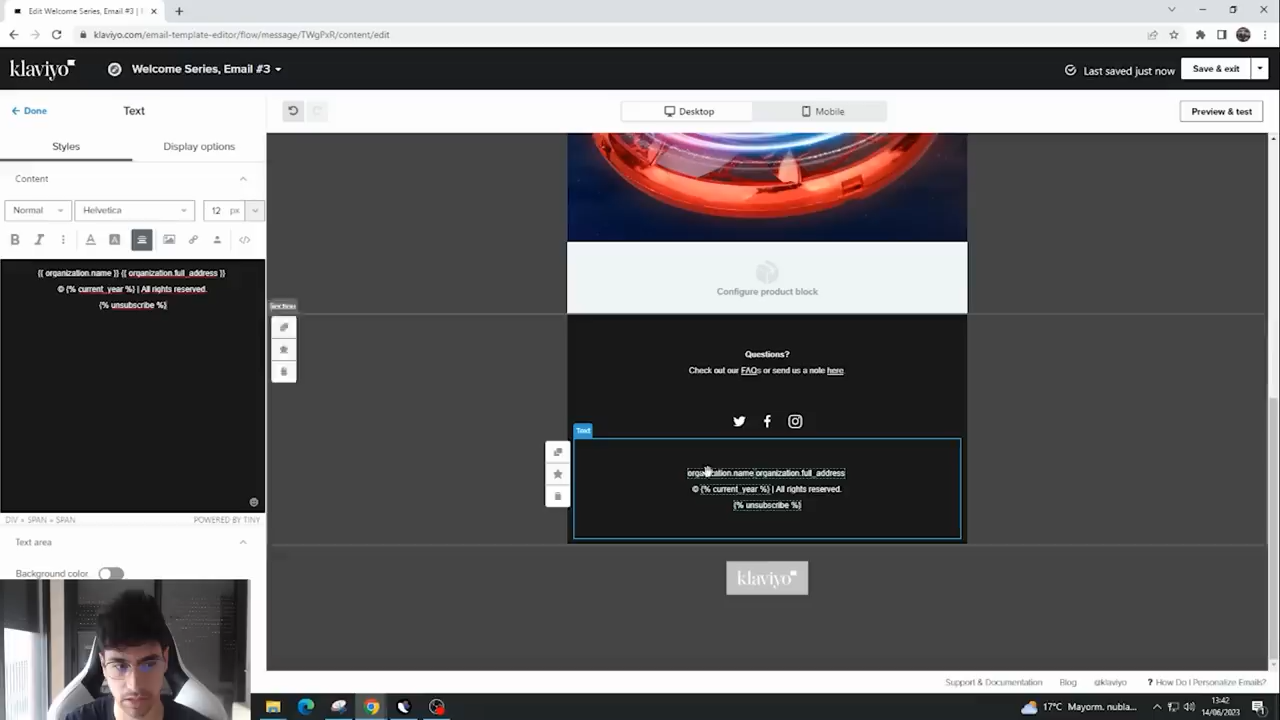 Edit Welcome Series, Email #3 |
klaviyo.com/email-template-editor/flow/message/TWgPxR/content/edit
klaviyo
Welcome Series, Email #3
Last saved just now
Save & exit
Done
Text
Desktop
Mobile
Preview & test
Styles
Display options
Content
Normal
Helvetica
12
px
{{ organization.name }} {{ organization.full_address }}
© {% current_year %} | All rights reserved.
{% unsubscribe %}
Sections
Configure product block
Questions?
Check out our FAQs or send us a note here.
Text
organization.name organization.full_address
© {% current_year %} | All rights reserved.
{% unsubscribe %}
DIV » SPAN » SPAN
POWERED BY TINY
Text area
Background color
klaviyo
Support & Documentation
Blog
@klaviyo
? How Do I Personalize Emails?
17°C Mayorm. nubla...
13:42
14/06/2023